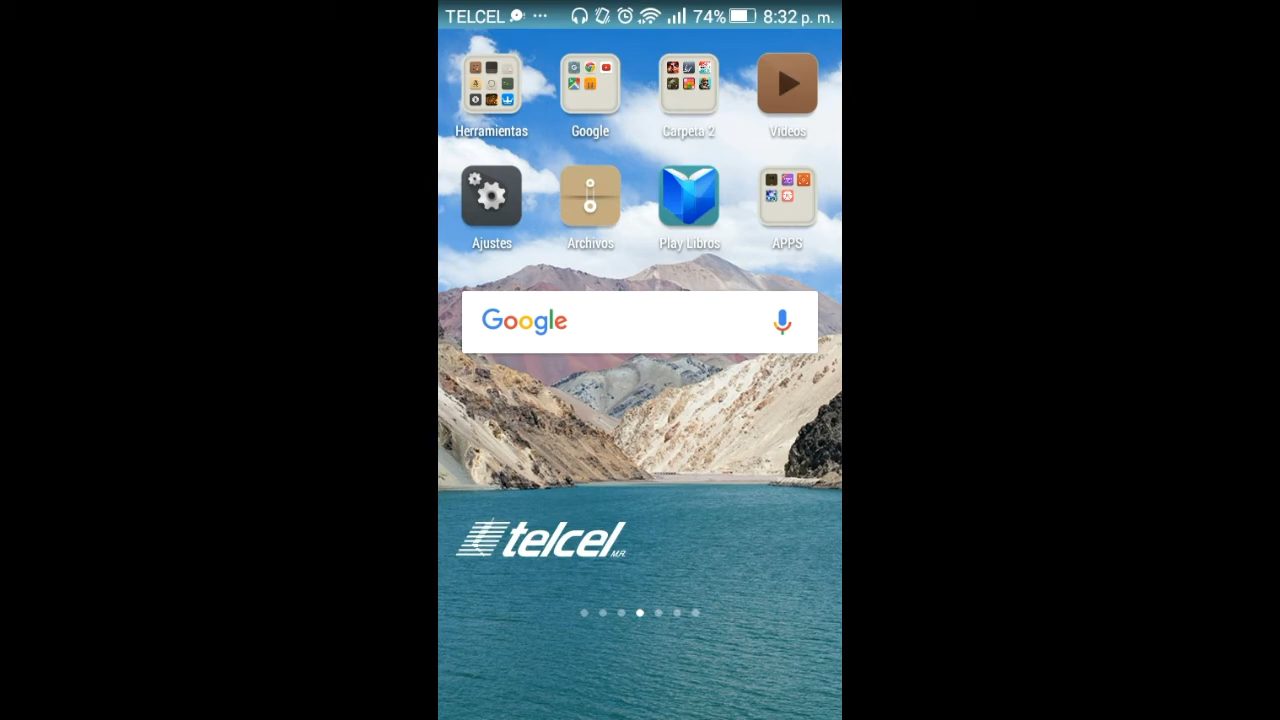 TELCEL 74% 8:32 p. m.
Herramientas Google Carpeta 2 Videos
Ajustes Archivos Play Libros APPS
Google
telcel M.R.